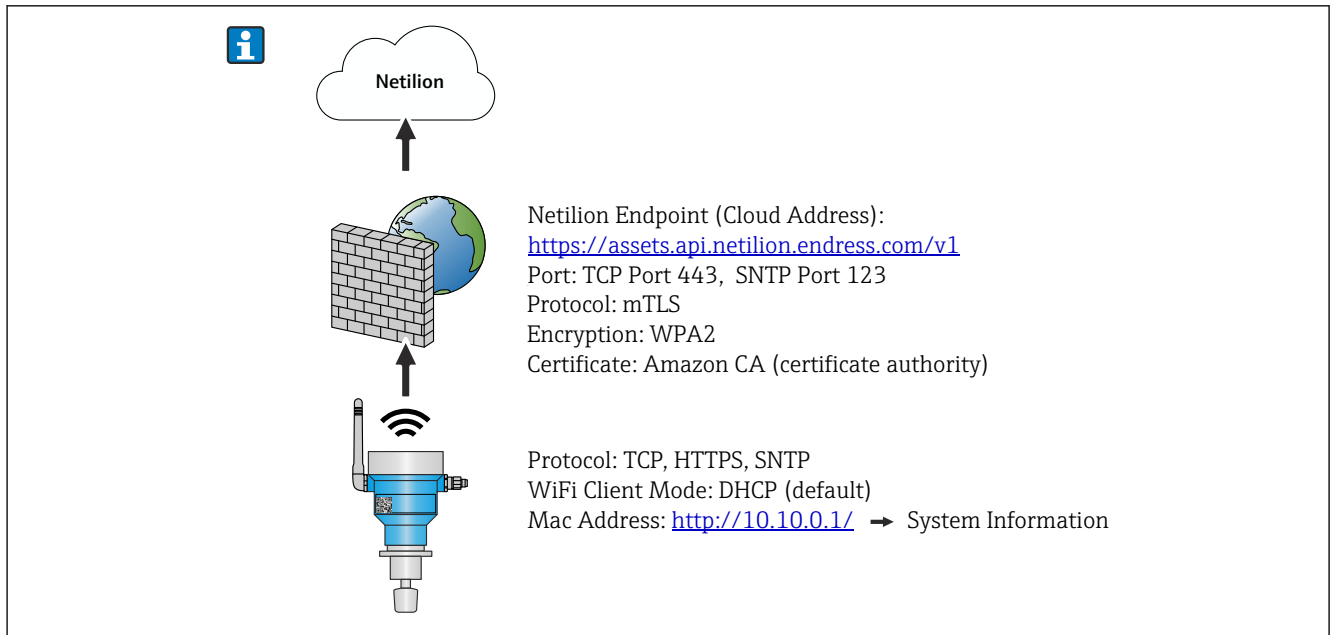 Netilion
Netilion Endpoint (Cloud Address):
https://assets.api.netilion.endress.com/v1
Port: TCP Port 443, SNTP Port 123
Protocol: mTLS
Encryption: WPA2
Certificate: Amazon CA (certificate authority)
Protocol: TCP, HTTPS, SNTP
WiFi Client Mode: DHCP (default)
Mac Address: http://10.10.0.1/ → System Information